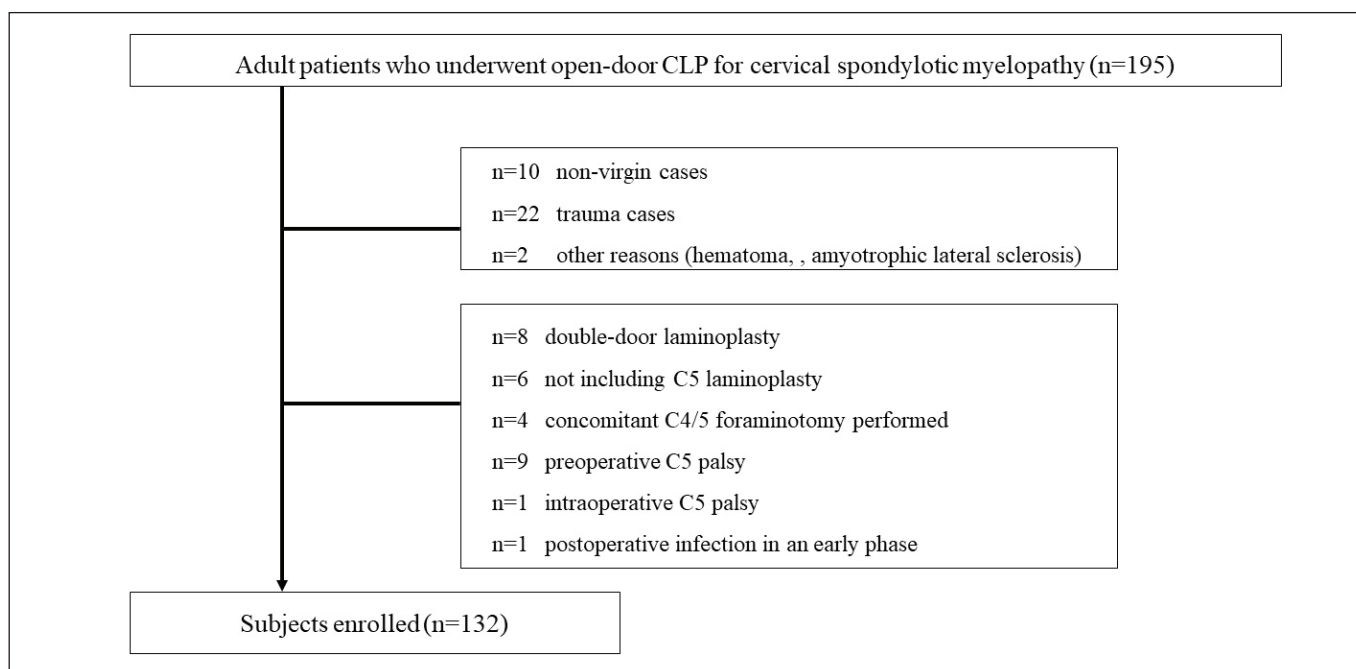 Adult patients who underwent open-door CLP for cervical spondylotic myelopathy (n=195)
n=10 non-virgin cases
n=22 trauma cases
n=2 other reasons (hematoma, , amyotrophic lateral sclerosis)
n=8 double-door laminoplasty
n=6 not including C5 laminoplasty
n=4 concomitant C4/5 foraminotomy performed
n=9 preoperative C5 palsy
n=1 intraoperative C5 palsy
n=1 postoperative infection in an early phase
Subjects enrolled (n=132)